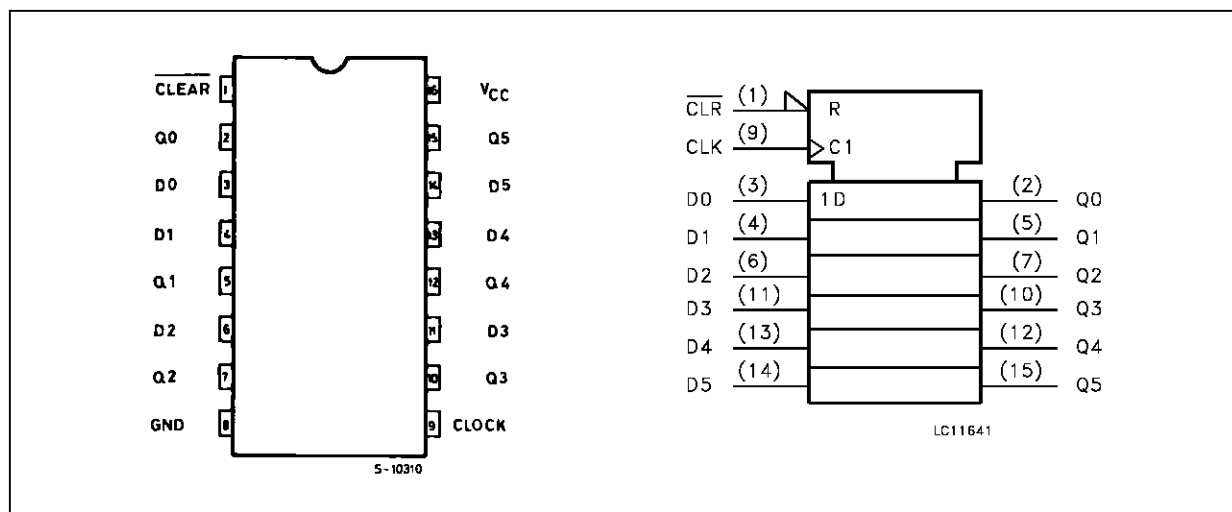 CLEAR 1 16 VCC
Q0 2 15 Q5
D0 3 14 D5
D1 4 13 D4
Q1 5 12 Q4
D2 6 11 D3
Q2 7 10 Q3
GND 8 9 CLOCK
S-10310
CLR (1) R
CLK (9) C1
D0 (3) 1D (2) Q0
D1 (4) (5) Q1
D2 (6) (7) Q2
D3 (11) (10) Q3
D4 (13) (12) Q4
D5 (14) (15) Q5
LC11641